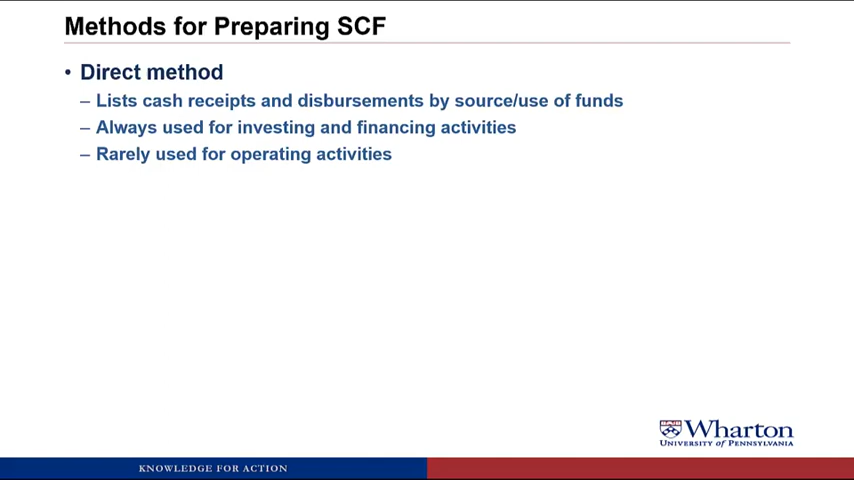 Methods for Preparing SCF
• Direct method
– Lists cash receipts and disbursements by source/use of funds
– Always used for investing and financing activities
– Rarely used for operating activities
Wharton
UNIVERSITY OF PENNSYLVANIA
KNOWLEDGE FOR ACTION